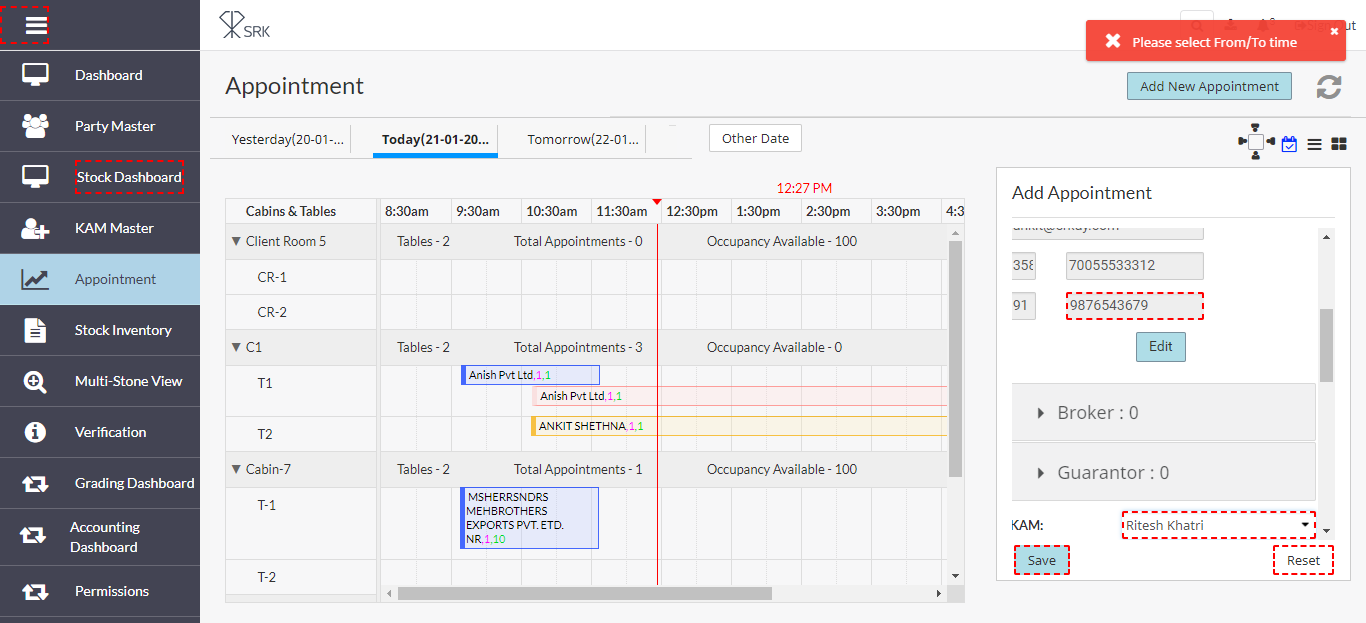 SRK
Sign out
Please select From/To time
Dashboard
Party Master
Stock Dashboard
KAM Master
Appointment
Stock Inventory
Multi-Stone View
Verification
Grading Dashboard
Accounting
Dashboard
Permissions
Appointment
Add New Appointment
Yesterday(20-01-...
Today(21-01-20...
Tomorrow(22-01...
Other Date
12:27 PM
Cabins & Tables 8:30am 9:30am 10:30am 11:30am 12:30pm 1:30pm 2:30pm 3:30pm 4:3
Client Room 5 Tables - 2 Total Appointments - 0 Occupancy Available - 100
CR-1
CR-2
C1 Tables - 2 Total Appointments - 3 Occupancy Available - 0
T1 Anish Pvt Ltd,1,1
Anish Pvt Ltd,1,1
T2 ANKIT SHETHNA,1,1
Cabin-7 Tables - 2 Total Appointments - 1 Occupancy Available - 100
T-1 MSHERRSNDRS
MEHBROTHERS
EXPORTS PVT. ETD.
NR,1,10
T-2
Add Appointment
358 70055533312
91 9876543679
Edit
Broker : 0
Guarantor : 0
KAM: Ritesh Khatri
Save Reset